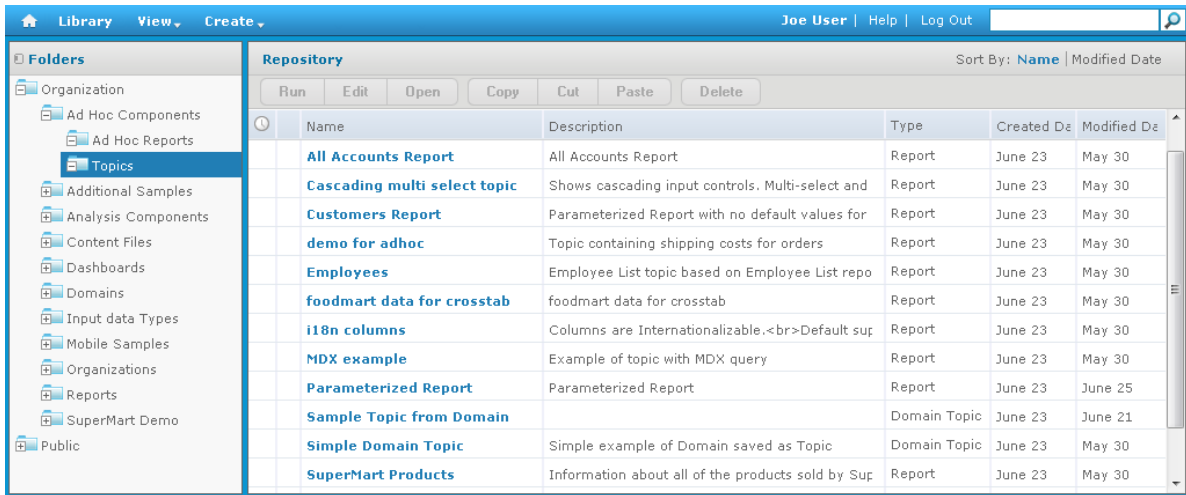 Library View Create Joe User | Help | Log Out
Folders
Organization
Ad Hoc Components
Ad Hoc Reports
Topics
Additional Samples
Analysis Components
Content Files
Dashboards
Domains
Input data Types
Mobile Samples
Organizations
Reports
SuperMart Demo
Public
Repository Sort By: Name | Modified Date
Run Edit Open Copy Cut Paste Delete
Name Description Type Created Da Modified Da
All Accounts Report All Accounts Report Report June 23 May 30
Cascading multi select topic Shows cascading input controls. Multi-select and Report June 23 May 30
Customers Report Parameterized Report with no default values for Report June 23 May 30
demo for adhoc Topic containing shipping costs for orders Report June 23 May 30
Employees Employee List topic based on Employee List repo Report June 23 May 30
foodmart data for crosstab foodmart data for crosstab Report June 23 May 30
i18n columns Columns are Internationalizable.<br>Default sup Report June 23 May 30
MDX example Example of topic with MDX query Report June 23 May 30
Parameterized Report Parameterized Report Report June 23 June 25
Sample Topic from Domain Domain Topic June 23 June 21
Simple Domain Topic Simple example of Domain saved as Topic Domain Topic June 23 May 30
SuperMart Products Information about all of the products sold by Sup Report June 23 May 30